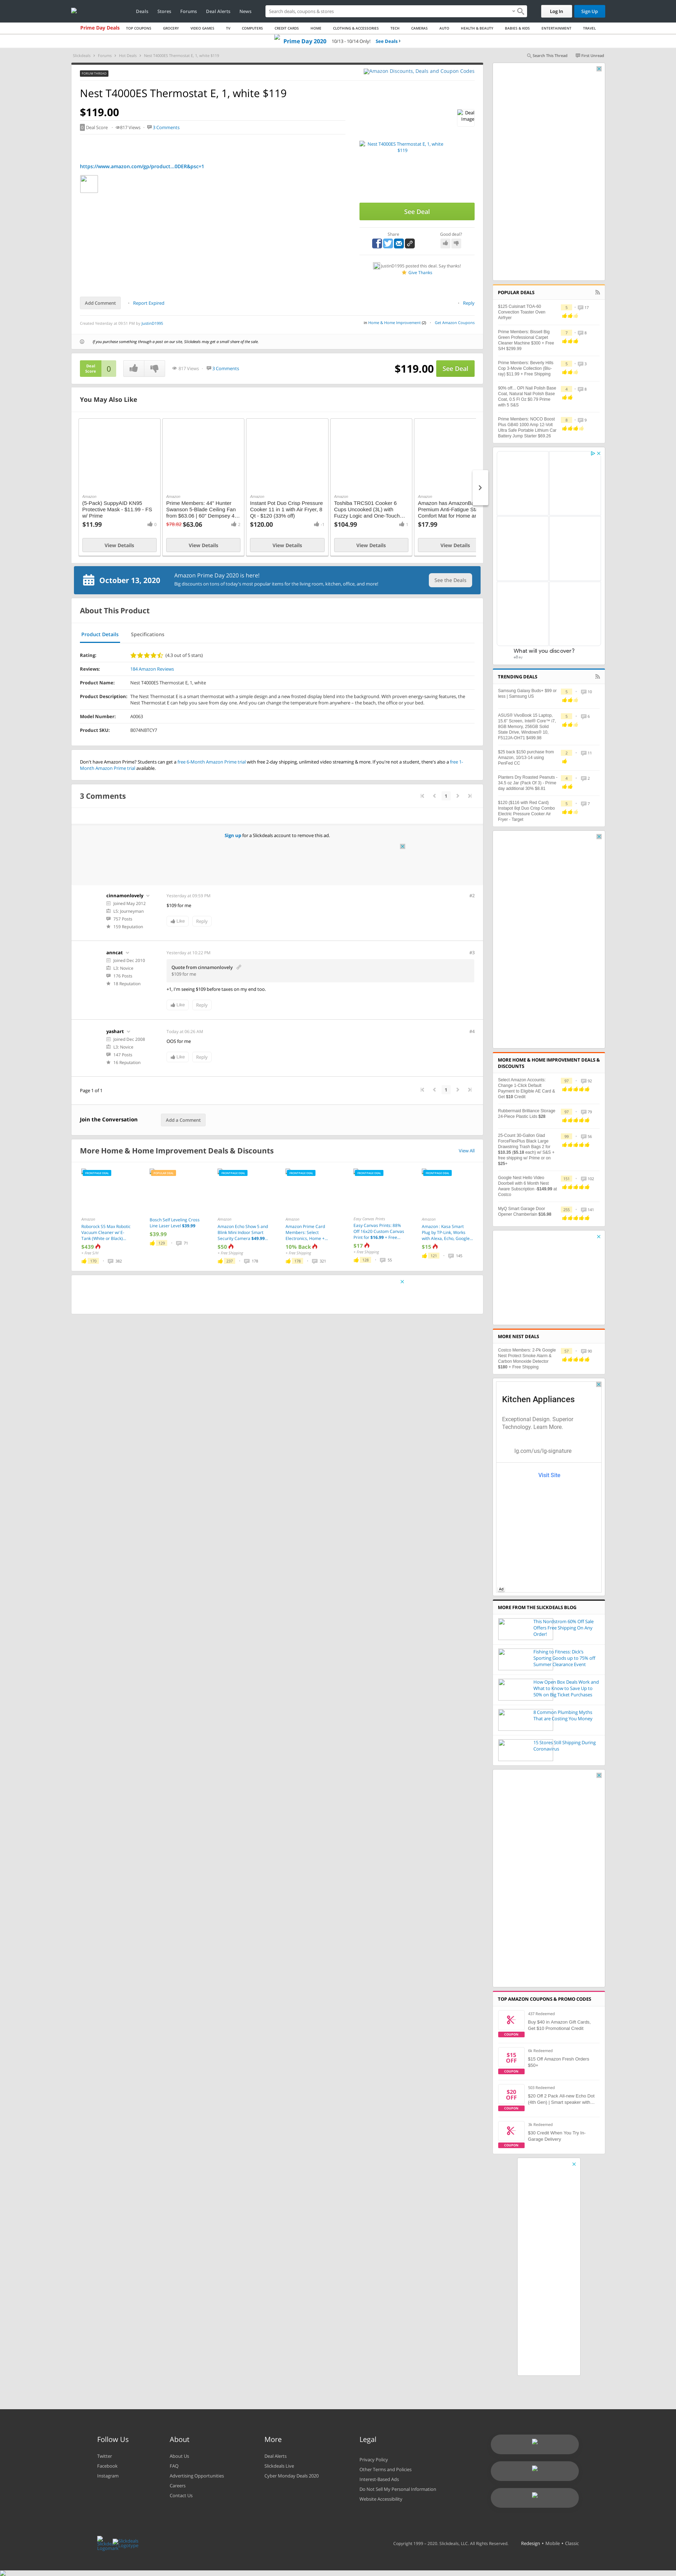 Deals Stores Forums Deal Alerts News
Search deals, coupons & stores
Log In Sign Up
Prime Day Deals TOP COUPONS GROCERY VIDEO GAMES TV COMPUTERS CREDIT CARDS HOME CLOTHING & ACCESSORIES TECH CAMERAS AUTO HEALTH & BEAUTY BABIES & KIDS ENTERTAINMENT TRAVEL
Prime Day 2020 10/13 - 10/14 Only! See Deals !
Slickdeals > Forums > Hot Deals > Nest T4000ES Thermostat E, 1, white $119
Search This Thread First Unread
POPULAR THREAD
Amazon Discounts, Deals and Coupon Codes
Nest T4000ES Thermostat E, 1, white $119
$119.00
0 Deal Score 817 Views 3 Comments
Deal Image
https://www.amazon.com/gp/product...0DER&psc=1
Nest T4000ES Thermostat E, 1, white $119
See Deal
Share Good deal?
posted this deal. Say thanks!
Give Thanks
Add Comment Report Expired Reply
Home & Home Improvement (2) Get Amazon Coupons
If you purchase something through a post on our site, Slickdeals may get a small share of the sale.
Deal Score 0 817 Views 3 Comments $119.00 See Deal
You May Also Like
Amazon
(5-Pack) SuppyAID KN95 Protective Mask - $11.99 - FS w/ Prime
$11.99
View Details
Amazon
Prime Members: 44" Hunter Swanson 5-Blade Ceiling Fan from $63.06 | 60" Dempsey 4...
$78.82 $63.06
View Details
Amazon
Instant Pot Duo Crisp Pressure Cooker 11 in 1 with Air Fryer, 8 Qt - $120 (33% off)
$120.00
View Details
Amazon
Toshiba TRCS01 Cooker 6 Cups Uncooked (3L) with Fuzzy Logic and One-Touch...
$104.99
View Details
Amazon
Amazon has AmazonBa
Premium Anti-Fatigue St
Comfort Mat for Home a
$17.99
View Details
October 13, 2020
Amazon Prime Day 2020 is here!
Big discounts on tons of today's most popular items for the living room, kitchen, office, and more!
See the Deals
About This Product
Product Details Specifications
Rating: (4.3 out of 5 stars)
Reviews: 184 Amazon Reviews
Product Name: Nest T4000ES Thermostat E, 1, white
Product Description: The Nest Thermostat E is a smart thermostat with a simple design and a new frosted display built to blend into the background. With proven energy-saving features, the Nest Thermostat E can help you save energy from day one. And you can change the temperature from anywhere - the beach, the office or your own bed.
Model Number: A0063
Product SKU: B074NBTCY7
Don't have Amazon Prime? Students can get a free 6-Month Amazon Prime trial with free 2-day shipping, unlimited video streaming & more. If you're not a student, there's also a free 1-Month Amazon Prime trial available.
3 Comments
1
Sign up for a Slickdeals account to remove this ad.
cinnamonlovely
Joined May 2012
L5: Journeyman
757 Posts
159 Reputation
Yesterday at 09:55 PM
#2
$109 for me
Like Reply
anncat
Joined Dec 2010
L3: Novice
176 Posts
18 Reputation
Yesterday at 10:22 PM
#3
Quote from cinnamonlovely
$109 for me
+1, I'm seeing $109 before taxes on my end too.
Like Reply
yashart
Joined Dec 2008
L3: Novice
147 Posts
16 Reputation
Today at 06:26 AM
#4
OOS for me
Like Reply
Page 1 of 1
1
Join the Conversation Add a Comment
More Home & Home Improvement Deals & Discounts View All
Amazon
Roborock S5 Max Robotic Vacuum Cleaner w/ E-Tank (White or Black)...
$439
Bosch Self Leveling Cross Line Laser Level $39.99
$39.99
Amazon
Amazon Echo Show 5 and Blink Mini Indoor Smart Security Camera $49.99...
$50
+ Free Shipping
Amazon
Amazon Prime Card Members: Select Electronics, Home +...
10% Back
+ Free Shipping
Easy Canvas Prints
Easy Canvas Prints: 88% Off 16x20 Custom Canvas Print for $16.99 + Free...
$17
+ Free Shipping
Amazon
Amazon : Kasa Smart Plug by TP-Link, Works with Alexa, Echo, Google...
$15
POPULAR DEALS
$125 Cuisinart TOA-60 Convection Toaster Oven Airfryer
Prime Members: Bissell Big Green Professional Carpet Cleaner Machine $300 + Free S/H $298.99
Prime Members: Beverly Hills Cop 3-Movie Collection (Blu-ray) $11.99 + Free Shipping
90% off... OPI Nail Polish Base Coat, Natural Nail Polish Base Coat, 0.5 Fl Oz $0.79 Prime with 5 S&S
Prime Members: NOCO Boost Plus GB40 1000 Amp 12-Volt Ultra Safe Portable Lithium Car Battery Jump Starter $69.26
What will you discover?
TRENDING DEALS
Samsung Galaxy Buds+ $88 or less | Samsung US
ASUS® VivoBook 15 Laptop, 15.6" Screen, Intel® Core™ i7, 8GB Memory, 256GB Solid State Drive, Windows® 10, F512JA-OH71 $499.99
$25 back $150 purchase from Amazon, 10/13-14 using PenFed CC
Planters Dry Roasted Peanuts - 34.5 oz Jar (Pack Of 3) - Prime day additional 30% $6.81
$120 ($116 with Red Card) Instapot 8qt Duo Crisp Combo Electric Pressure Cooker Air Fryer - Target
MORE HOME & HOME IMPROVEMENT DEALS & DISCOUNTS
Select Amazon Accounts: Change 1-Click Default Payment to Eligible AE Card & Get $10 Credit
Rubbermaid Brilliance Storage 24-Piece Plastic Lids $28
25-Count 30-Gallon Glad ForceFlexPlus Black Large Drawstring Trash Bags 2 for $10.35 ($5.18 each) w/ S&S + free shipping w/ Prime or on $25+
Google Nest Hello Video Doorbell with 6 Month Nest Aware Subscription: $149.99 at Costco
MyQ Smart Garage Door Opener Chamberlain $16.98
MORE NEST DEALS
Costco Members: 2-Pk Google Nest Protect Smoke Alarm & Carbon Monoxide Detector $180 + Free Shipping
Kitchen Appliances
Exceptional Design. Superior Technology. Learn More.
lg.com/us/lg-signature
Visit Site
Ad
MORE FROM THE SLICKDEALS BLOG
This Nordstrom 60% Off Sale Offers Free Shipping On Any Order!
Fishing to Fitness: Dick's Sporting Goods up to 75% off Summer Clearance Event
How Open Box Deals Work and What to Know to Save Up to 50% on Big Ticket Purchases
8 Common Plumbing Myths That are Costing You Money
15 Stores Still Shipping During Coronavirus
TOP AMAZON COUPONS & PROMO CODES
COUPON
427 Redeemed
Buy $40 in Amazon Gift Cards, Get $10 Promotional Credit
$15 OFF
COUPON
6k Redeemed
$15 Off Amazon Fresh Orders $50+
$20 OFF
COUPON
503 Redeemed
$20 Off 2 Pack All-new Echo Dot (4th Gen) | Smart speaker with...
COUPON
3k Redeemed
$30 Credit When You Try In-Garage Delivery
Follow Us
Twitter
Facebook
Instagram
About
About Us
FAQ
Advertising Opportunities
Careers
Contact Us
More
Deal Alerts
Slickdeals Live
Cyber Monday Deals 2020
Legal
Privacy Policy
Other Terms and Policies
Interest-Based Ads
Do Not Sell My Personal Information
Website Accessibility
Copyright 1999 - 2020. Slickdeals, LLC. All Rights Reserved. Redesign • Mobile • Classic